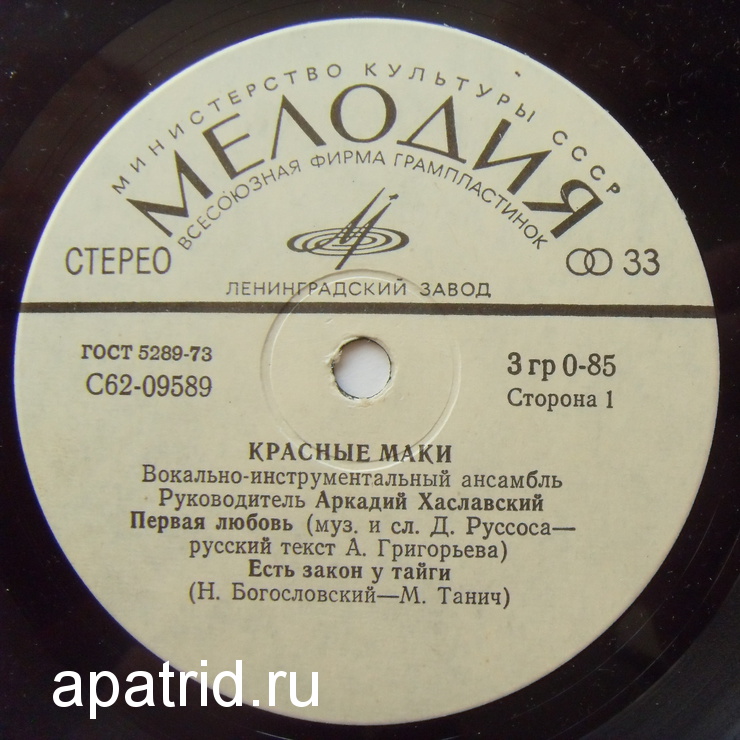 МИНИСТЕРСТВО КУЛЬТУРЫ СССР
МЕЛОДИЯ
ВСЕСОЮЗНАЯ ФИРМА ГРАМПЛАСТИНОК
СТЕРЕО 33
ЛЕНИНГРАДСКИЙ ЗАВОД
ГОСТ 5289-73 3 гр 0-85
С62-09589 Сторона 1
КРАСНЫЕ МАКИ
Вокально-инструментальный ансамбль
Руководитель Аркадий Хаславский
Первая любовь (муз. и сл. Д. Руссоса—
русский текст А. Григорьева)
Есть закон у тайги
(Н. Богословский—М. Танич)
apatrid.ru